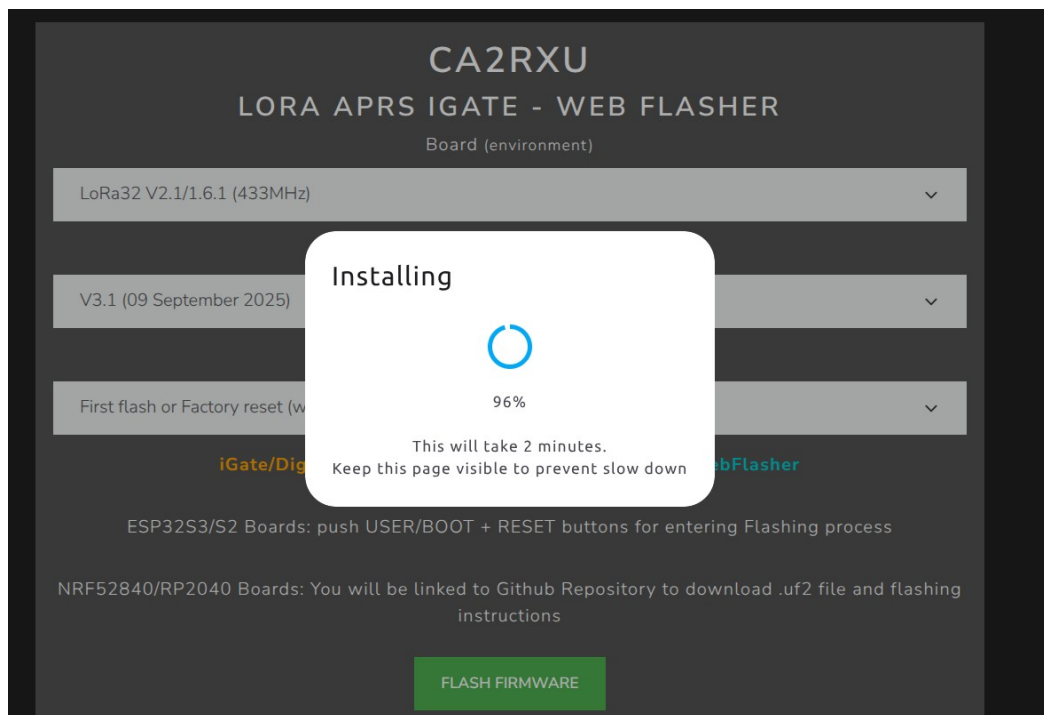 CA2RXU
LORA APRS IGATE - WEB FLASHER
Board (environment)
LoRa32 V2.1/1.6.1 (433MHz)
Installing
V3.1 (09 September 2025)
96%
First flash or Factory reset (w
This will take 2 minutes.
Keep this page visible to prevent slow down
iGate/Dig ebFlasher
ESP32S3/S2 Boards: push USER/BOOT + RESET buttons for entering Flashing process
NRF52840/RP2040 Boards: You will be linked to Github Repository to download .uf2 file and flashing
instructions
FLASH FIRMWARE